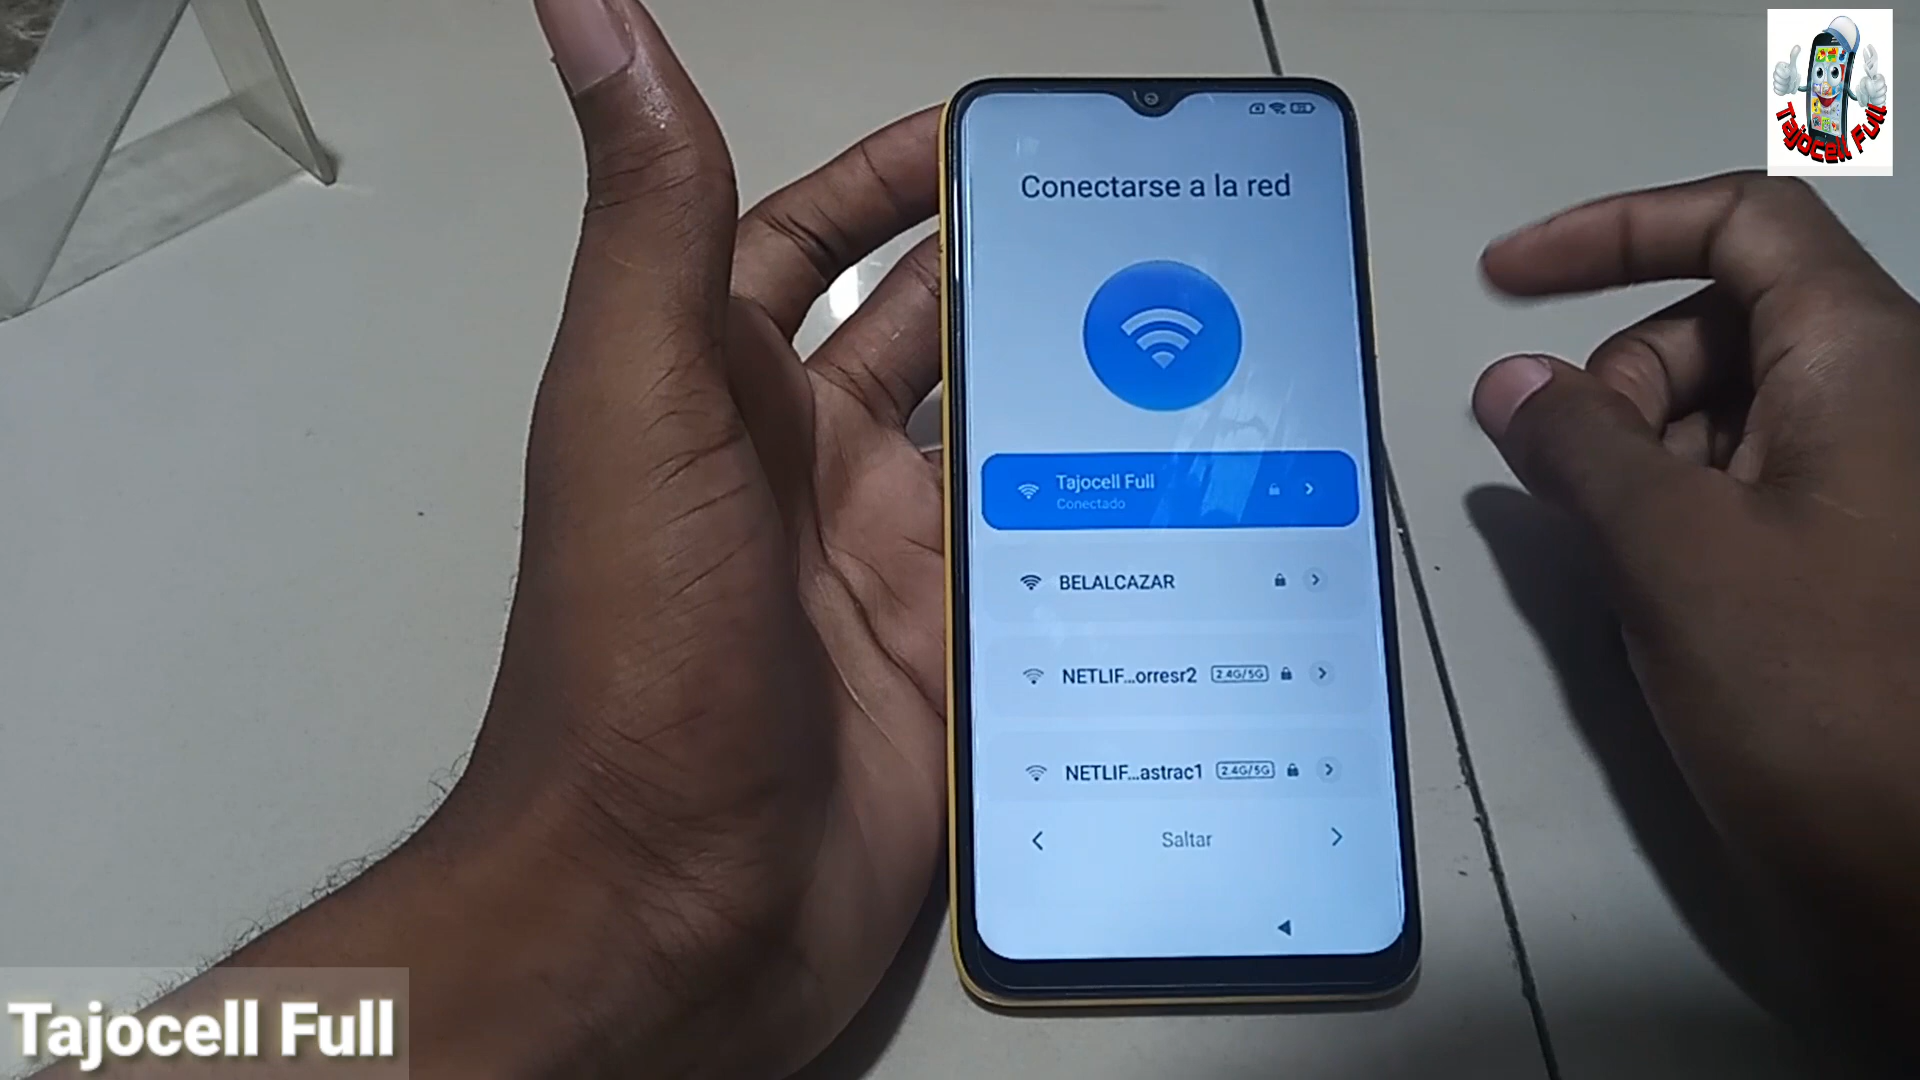 Tajocell Full
Conectarse a la red
Tajocell Full
Conectado
BELALCAZAR
NETLIF...orresr2 2.4G/5G
NETLIF...astrac1 2.4G/5G
Saltar
Tajocell Full